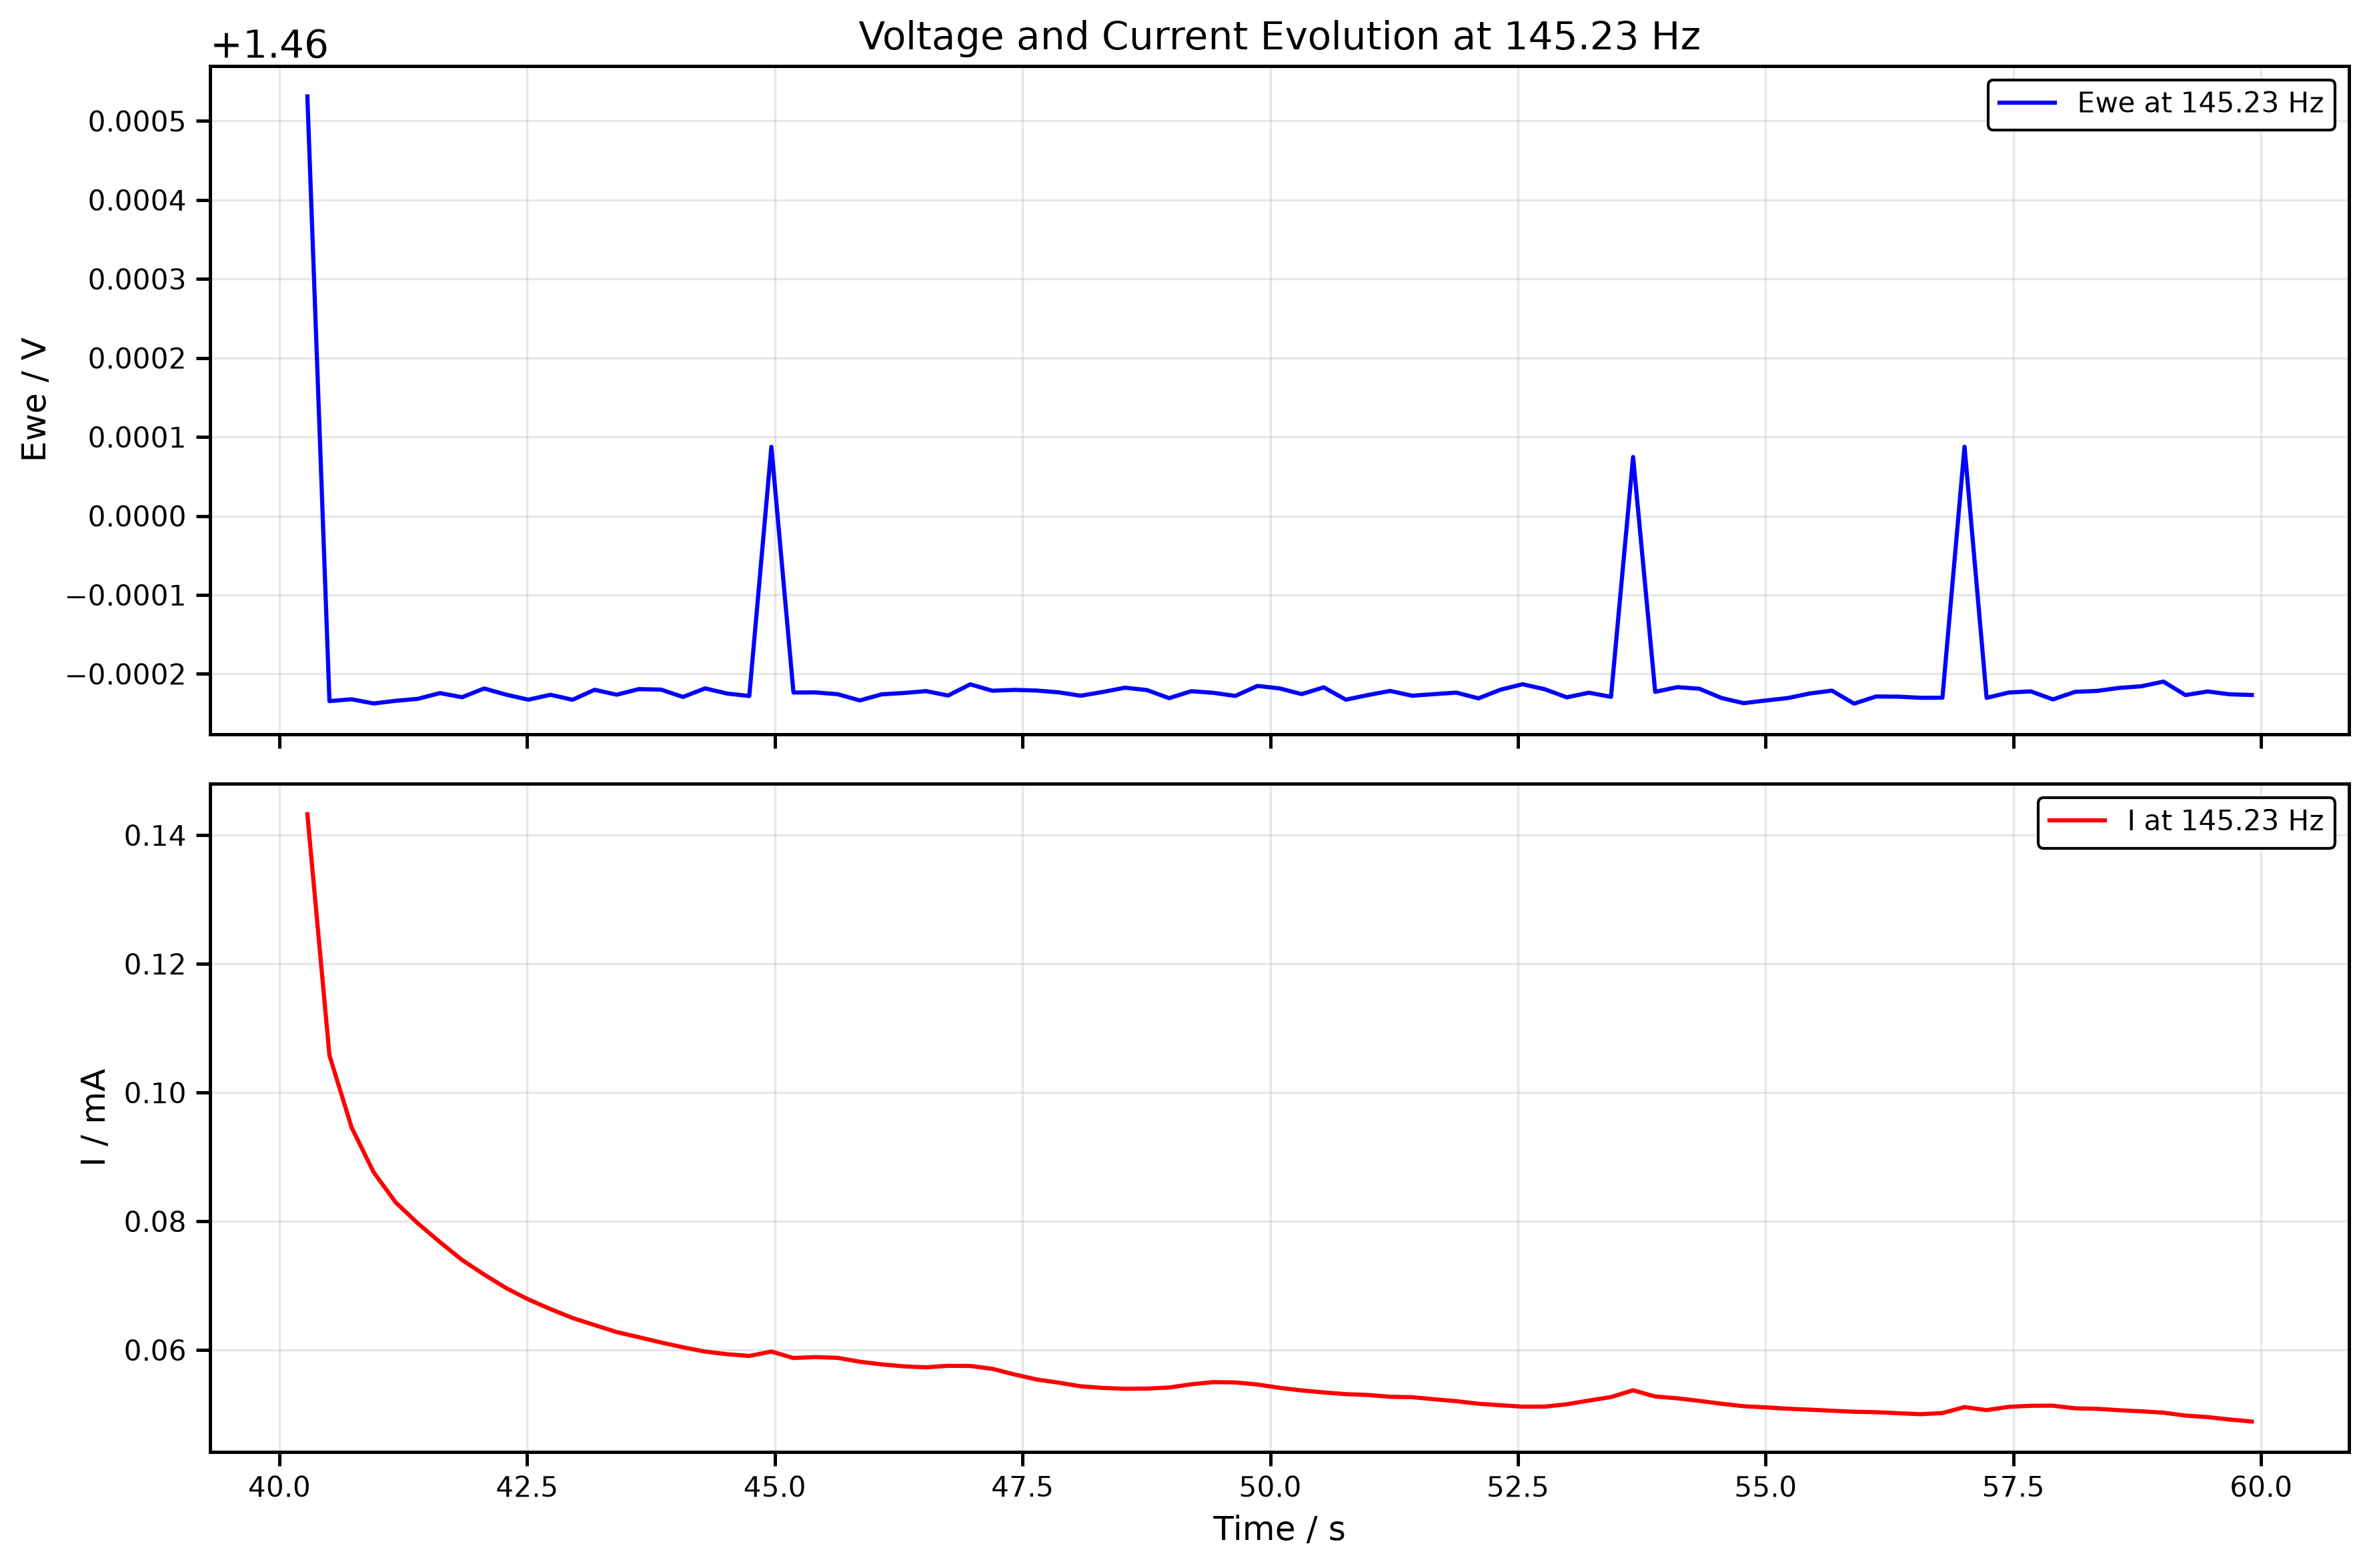 Voltage and Current Evolution at 145.23 Hz
+1.46
Ewe at 145.23 Hz
0.0005
0.0004
0.0003
0.0002
0.0001
0.0000
−0.0001
−0.0002
Ewe / V
I at 145.23 Hz
0.14
0.12
0.10
0.08
0.06
I / mA
40.0 42.5 45.0 47.5 50.0 52.5 55.0 57.5 60.0
Time / s